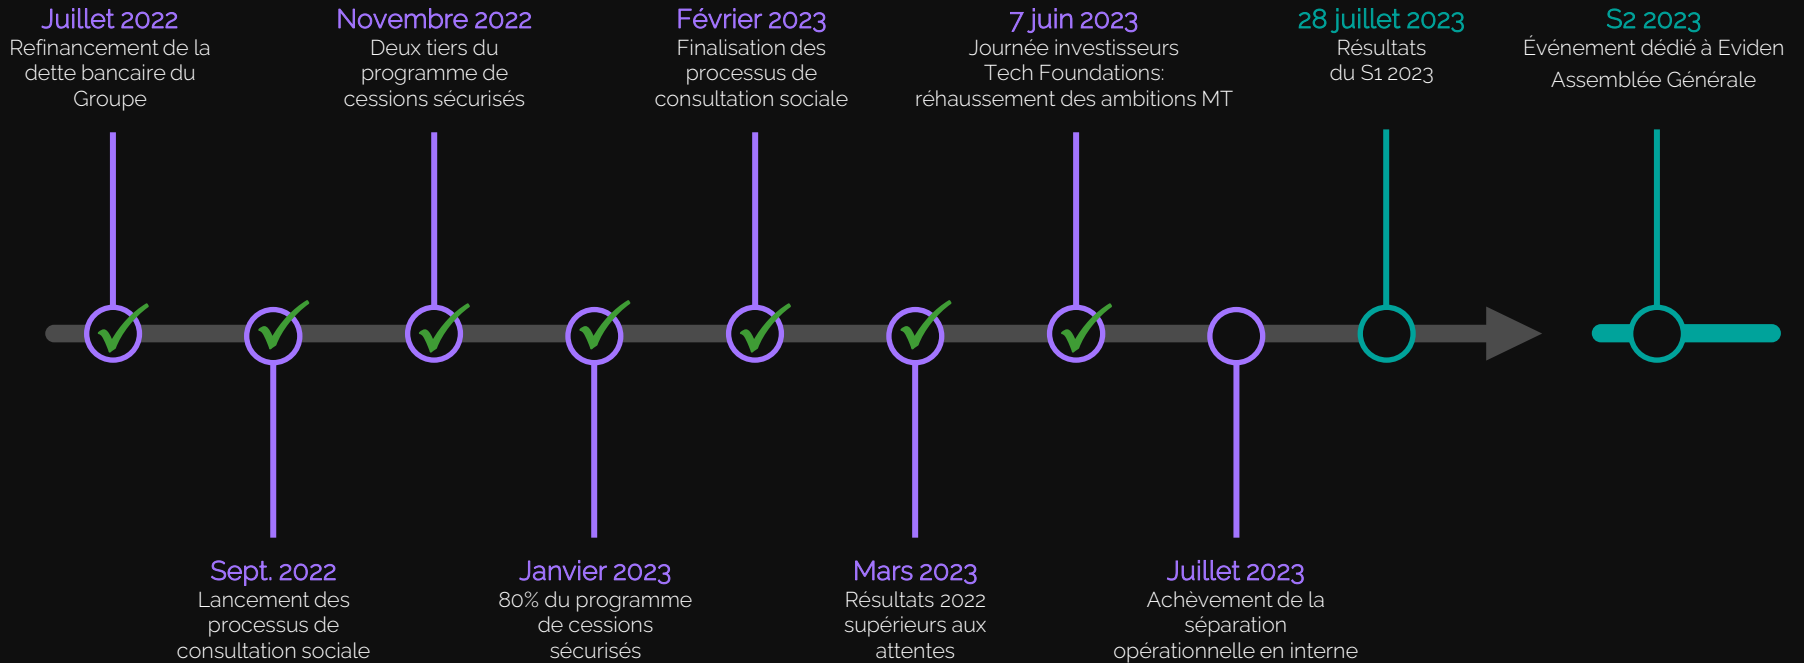 Juillet 2022
Refinancement de la
dette bancaire du
Groupe
Novembre 2022
Deux tiers du
programme de
cessions sécurisés
Février 2023
Finalisation des
processus de
consultation sociale
7 juin 2023
Journée investisseurs
Tech Foundations:
réhaussement des ambitions MT
28 juillet 2023
Résultats
du S1 2023
S2 2023
Événement dédié à Eviden
Assemblée Générale
Sept. 2022
Lancement des
processus de
consultation sociale
Janvier 2023
80% du programme
de cessions
sécurisés
Mars 2023
Résultats 2022
supérieurs aux
attentes
Juillet 2023
Achèvement de la
séparation
opérationnelle en interne